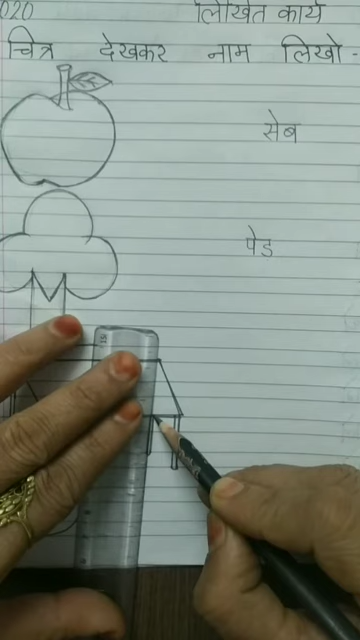 020 लिखित कार्य
चित्र देखकर नाम लिखो -
सेब
पेड